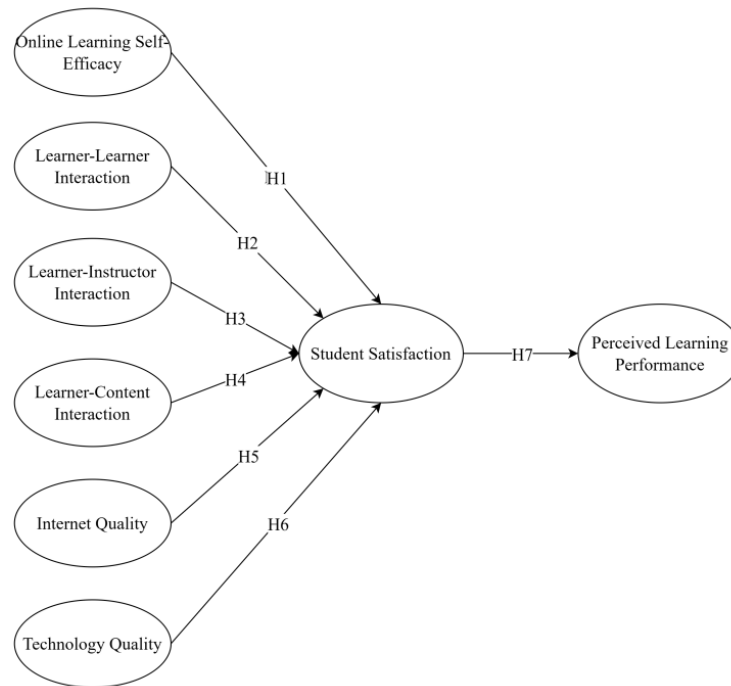 Online Learning Self-
Efficacy
H1
Learner-Learner
Interaction
H2
Learner-Instructor
Interaction
H3
Student Satisfaction
H7
Perceived Learning
Performance
Learner-Content
Interaction
H4
H5
Internet Quality
H6
Technology Quality